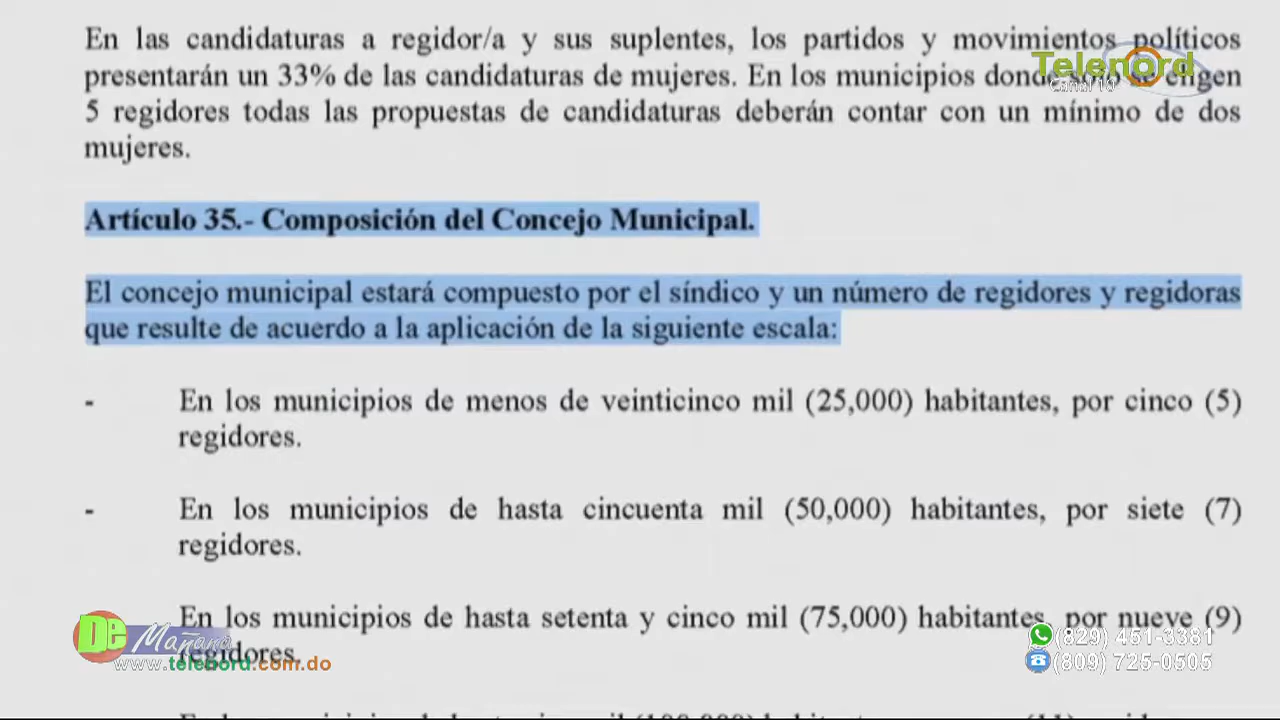 En las candidaturas a regidor/a y sus suplentes, los partidos y movimientos políticos
presentarán un 33% de las candidaturas de mujeres. En los municipios donde se eligen
5 regidores todas las propuestas de candidaturas deberán contar con un mínimo de dos
mujeres.
Telenord
Canal 10
Artículo 35.- Composición del Concejo Municipal.
El concejo municipal estará compuesto por el síndico y un número de regidores y regidoras
que resulte de acuerdo a la aplicación de la siguiente escala:
- En los municipios de menos de veinticinco mil (25,000) habitantes, por cinco (5)
regidores.
- En los municipios de hasta cincuenta mil (50,000) habitantes, por siete (7)
regidores.
En los municipios de hasta setenta y cinco mil (75,000) habitantes, por nueve (9)
regidores.
De Mañana
www.telenord.com.do
(829) 451-3381
(809) 725-0505